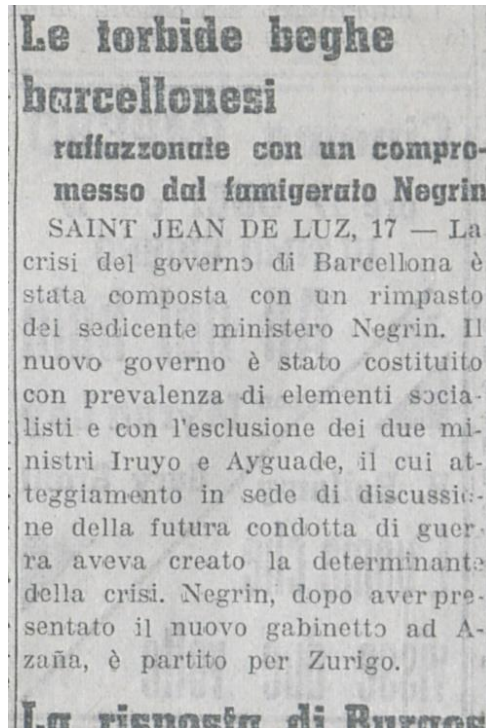 Le torbide beghe
barcellonesi
raffazzonate con un compro-
messo dal famigerato Negrin
SAINT JEAN DE LUZ, 17 — La
crisi del governo di Barcellona è
stata composta con un rimpasto
del sedicente ministero Negrin. Il
nuovo governo è stato costituito
con prevalenza di elementi socia-
listi e con l'esclusione dei due mi-
nistri Iruyo e Ayguade, il cui at-
teggiamento in sede di discussio-
ne della futura condotta di guer-
ra aveva creato la determinante
della crisi. Negrin, dopo aver pre-
sentato il nuovo gabinetto ad A-
zaña, è partito per Zurigo.
La risposta di Burgos